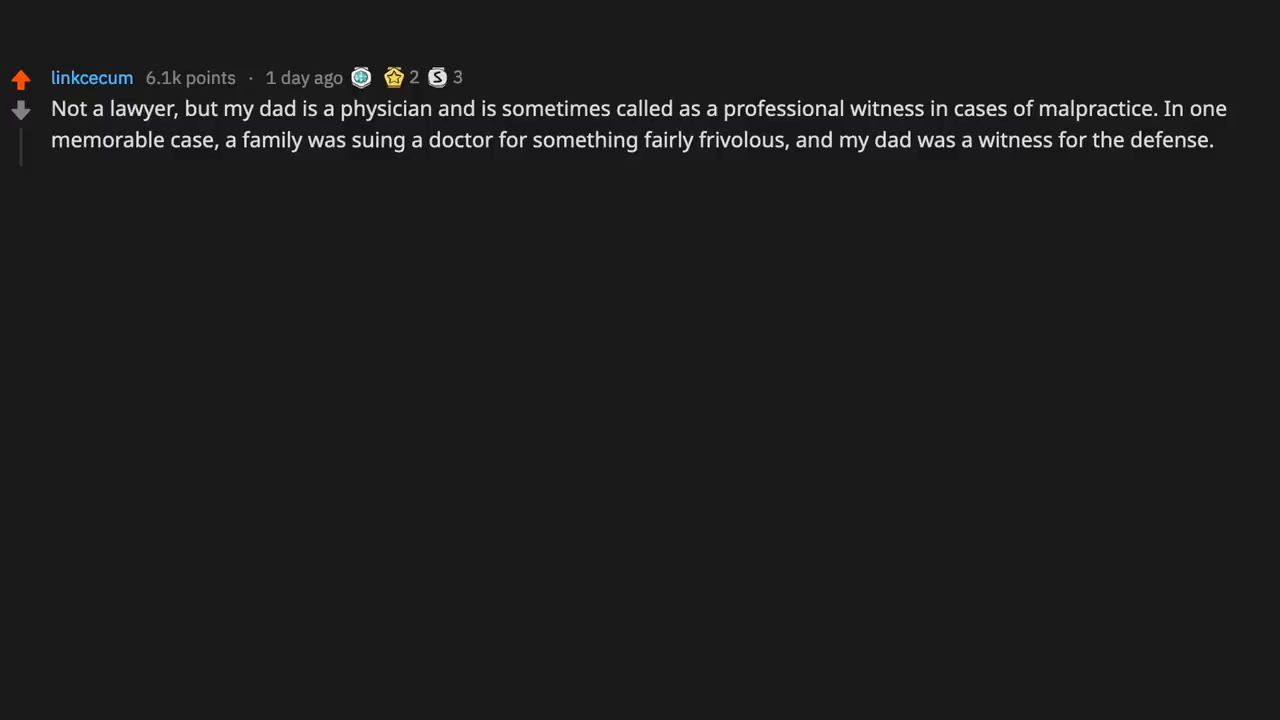 linkcecum 6.1k points · 1 day ago 2 S 3
Not a lawyer, but my dad is a physician and is sometimes called as a professional witness in cases of malpractice. In one
memorable case, a family was suing a doctor for something fairly frivolous, and my dad was a witness for the defense.